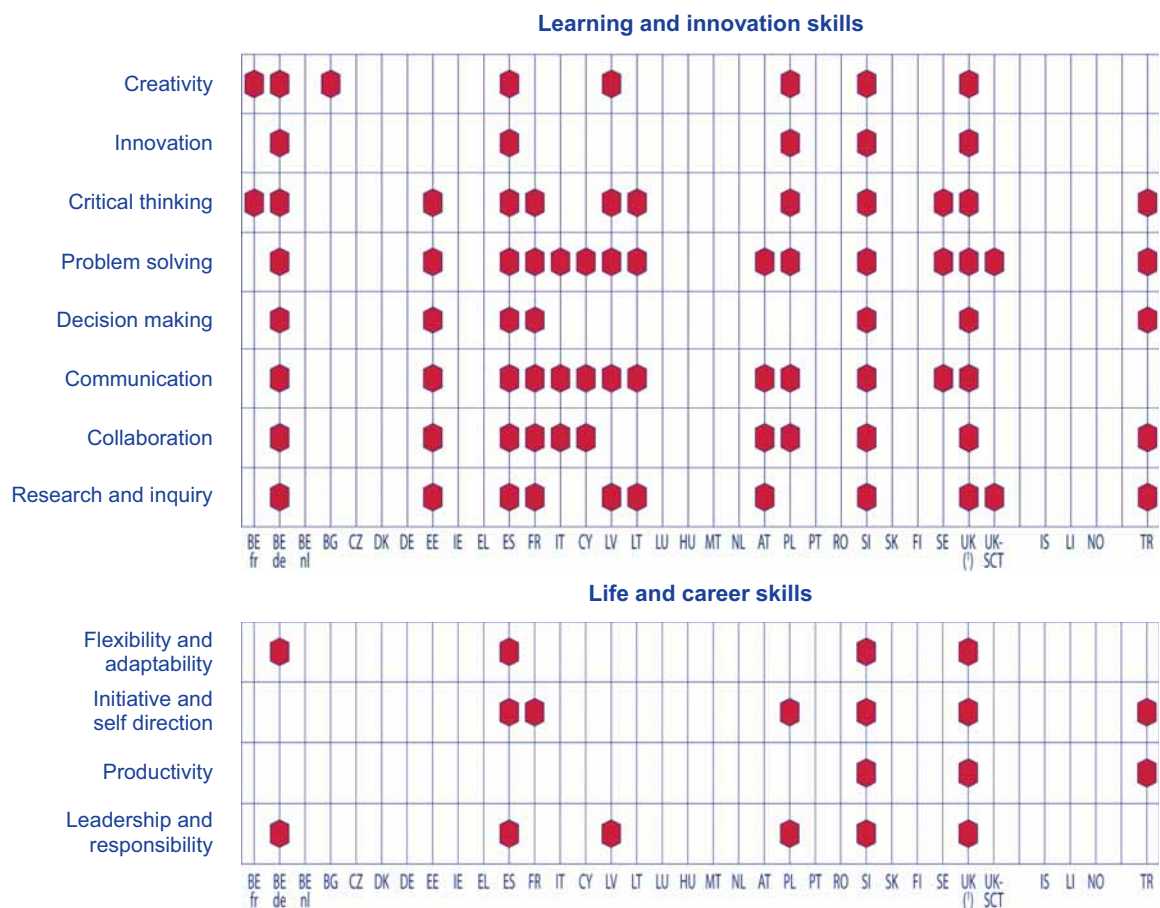 Learning and innovation skills
Creativity
Innovation
Critical thinking
Problem solving
Decision making
Communication
Collaboration
Research and inquiry
BE BE BE BG CZ DK DE EE IE EL ES FR IT CY LV LT LU HU MT NL AT PL PT RO SI SK FI SE UK UK- IS LI NO TR
fr de nl (¹) SCT
Life and career skills
Flexibility and
adaptability
Initiative and
self direction
Productivity
Leadership and
responsibility
BE BE BE BG CZ DK DE EE IE EL ES FR IT CY LV LT LU HU MT NL AT PL PT RO SI SK FI SE UK UK- IS LI NO TR
fr de nl (¹) SCT